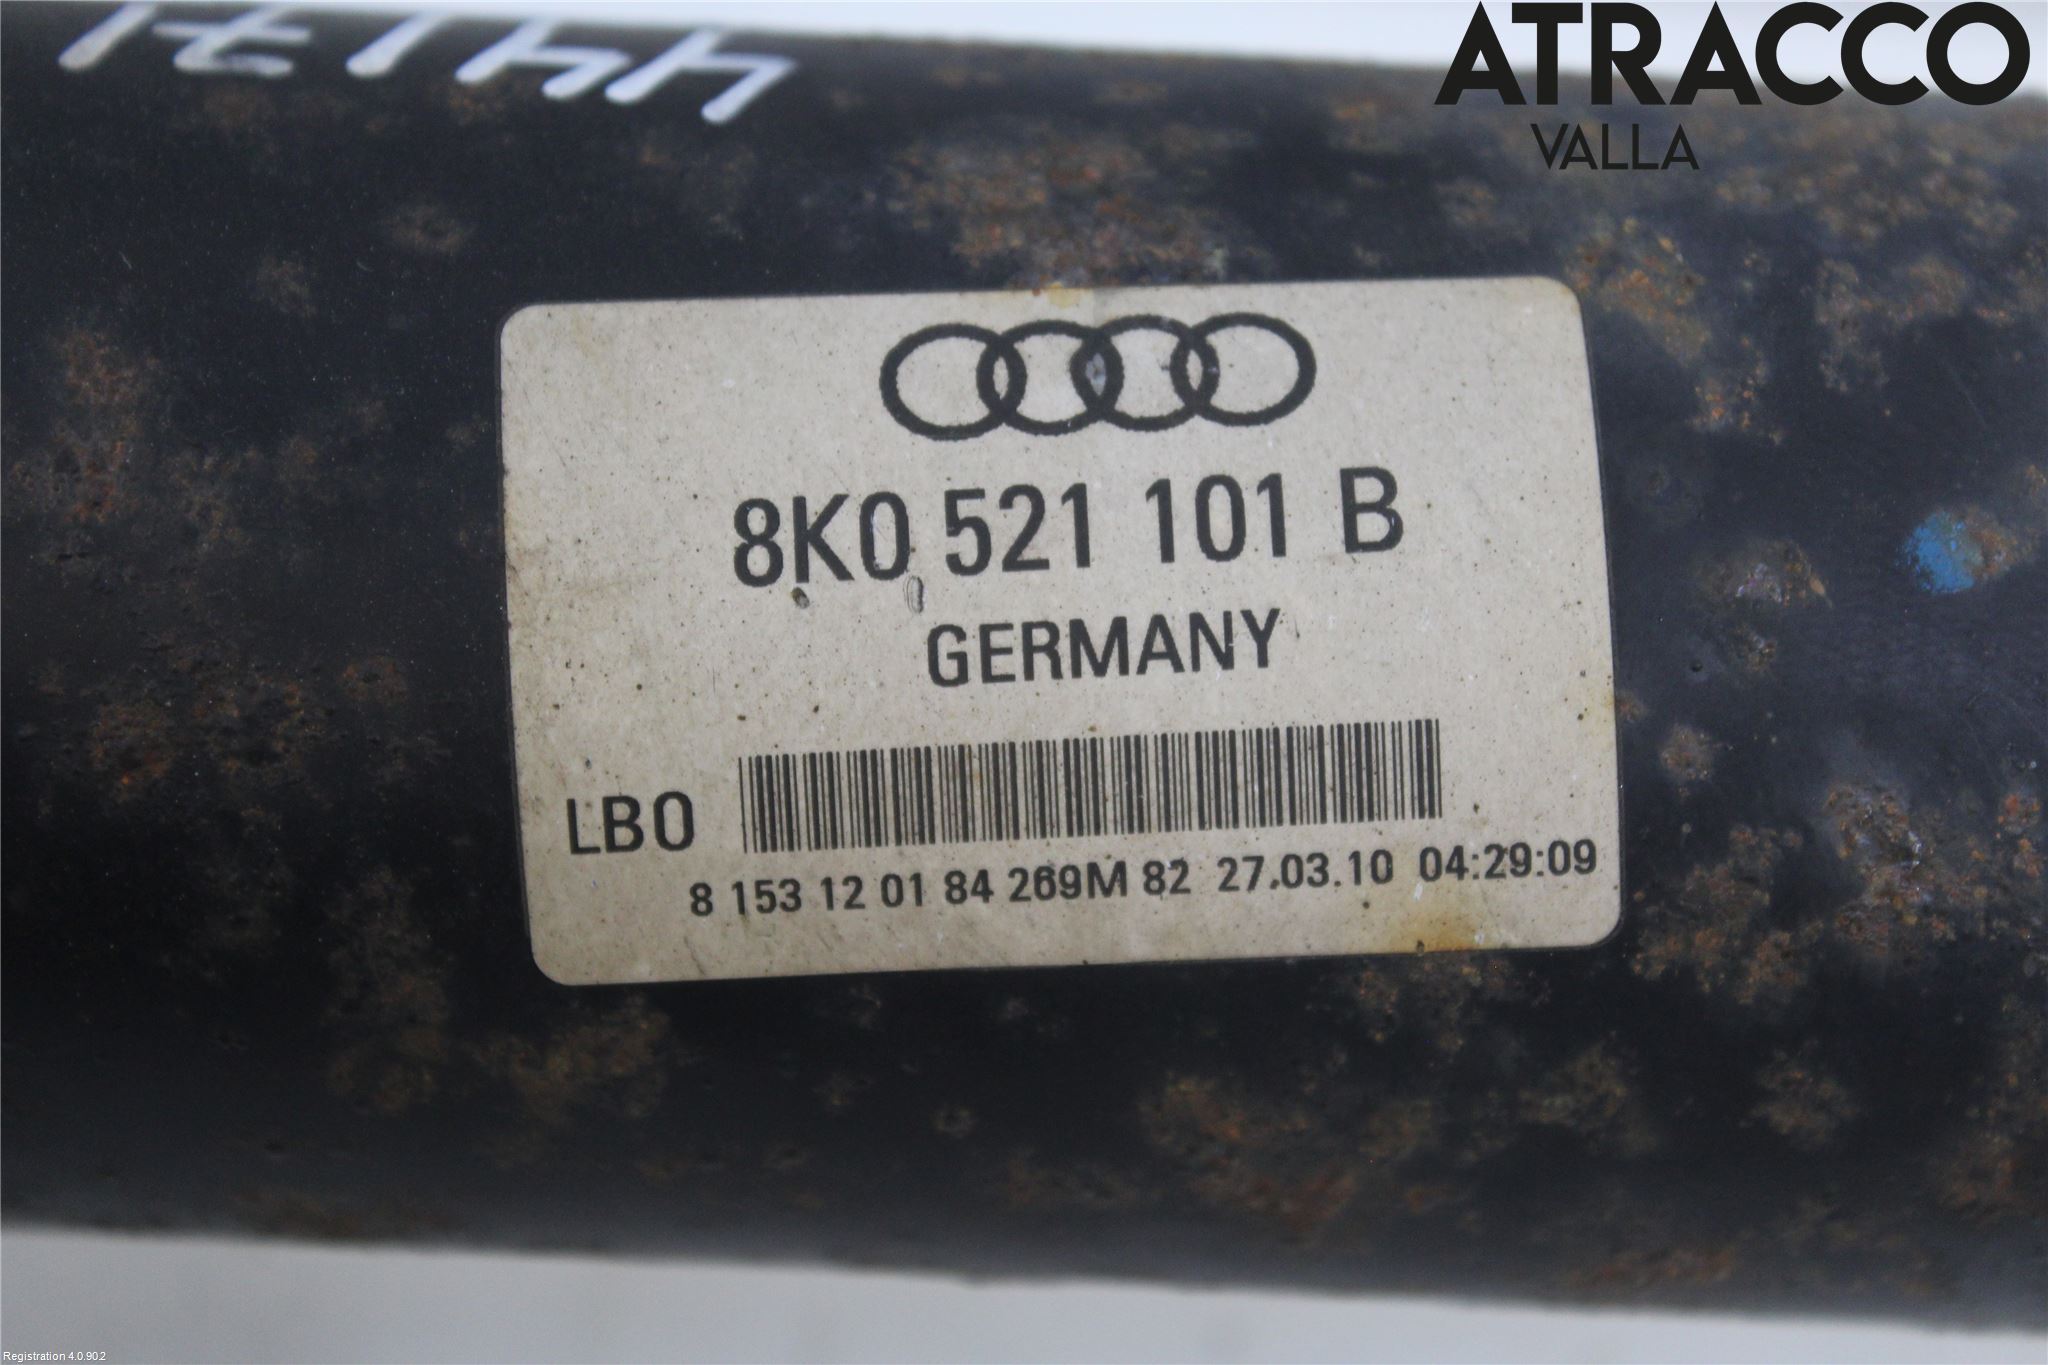 ATRACCO
VALLA
8K0 521 101 B
GERMANY
LB0
8 153 12 01 84 269M 82 27.03.10 04:29:09
Registration 4.0.902